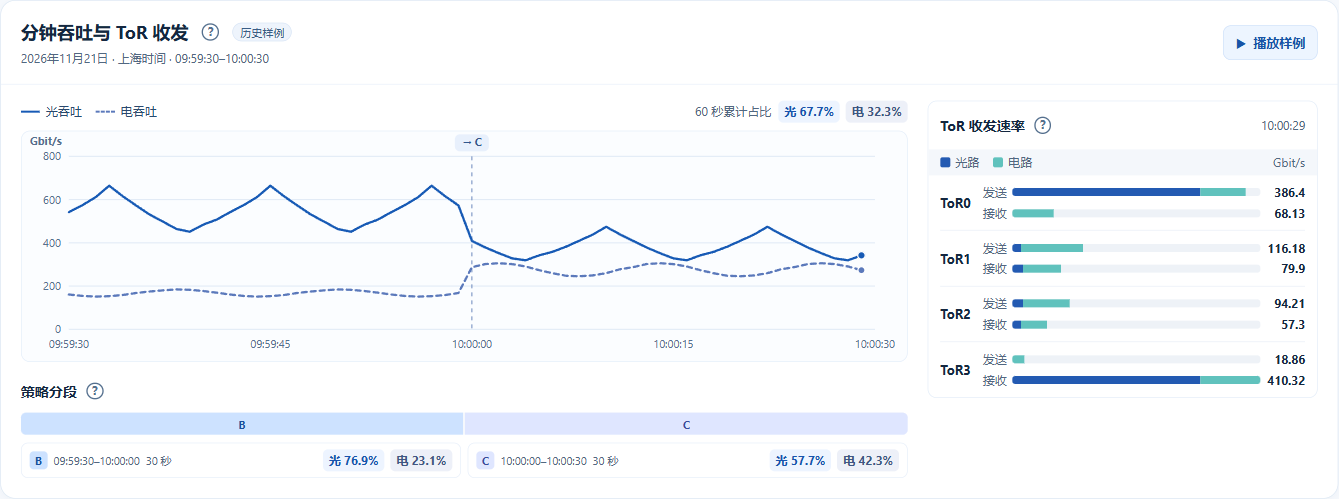 分钟吞吐与 ToR 收发 ? 历史样例
2026年11月21日 · 上海时间 · 09:59:30–10:00:30
▶ 播放样例
光吞吐 电吞吐
60 秒累计占比 光 67.7% 电 32.3%
Gbit/s
→ C
800
600
400
200
0
09:59:30 09:59:45 10:00:00 10:00:15 10:00:30
策略分段 ?
B C
B 09:59:30–10:00:00 30 秒 光 76.9% 电 23.1%
C 10:00:00–10:00:30 30 秒 光 57.7% 电 42.3%
ToR 收发速率 ? 10:00:29
光路 电路 Gbit/s
ToR0
发送 386.4
接收 68.13
ToR1
发送 116.18
接收 79.9
ToR2
发送 94.21
接收 57.3
ToR3
发送 18.86
接收 410.32